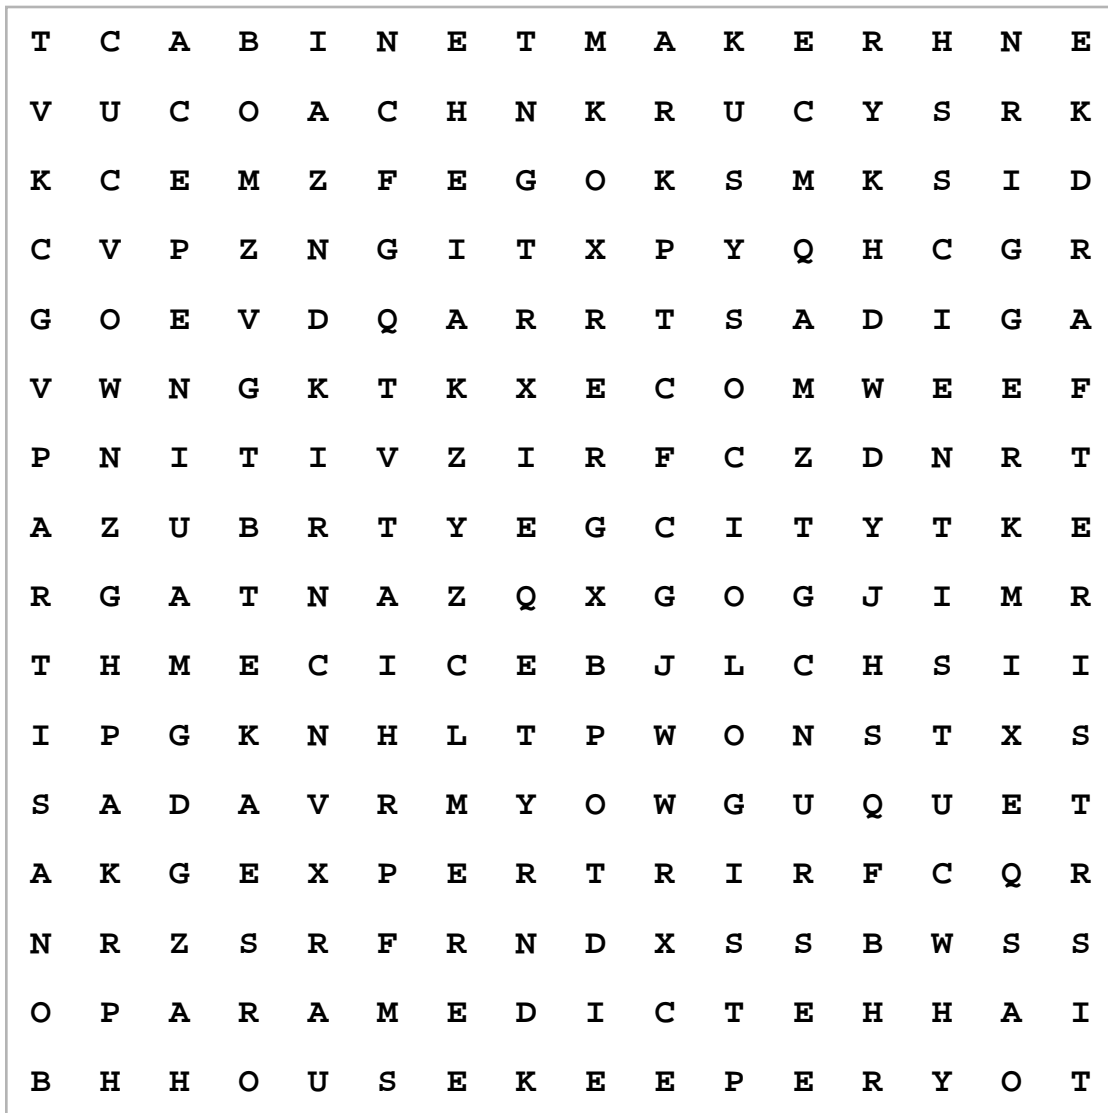 T C A B I N E T M A K E R H N E
V U C O A C H N K R U C Y S R K
K C E M Z F E G O K S M K S I D
C V P Z N G I T X P Y Q H C G R
G O E V D Q A R R T S A D I G A
V W N G K T K X E C O M W E E F
P N I T I V Z I R F C Z D N R T
A Z U B R T Y E G C I T Y T K E
R G A T N A Z Q X G O G J I M R
T H M E C I C E B J L C H S I I
I P G K N H L T P W O N S T X S
S A D A V R M Y O W G U Q U E T
A K G E X P E R T R I R F C Q R
N R Z S R F R N D X S S B W S S
O P A R A M E D I C T E H H A I
B H H O U S E K E E P E R Y O T